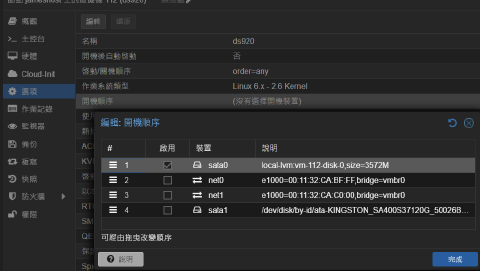 編輯
概觀
名稱 ds920
主控台
開機後自動啟動 否
硬體
啟動/關機順序 order=any
Cloud-Init
作業系統類型 Linux 6.x - 2.6 Kernel
選項
開機順序 (沒有選擇開機裝置)
作業記錄
監視器
備份
複寫
快照
防火牆
權限
編輯: 開機順序
# 啟用 裝置 說明
1 sata0 local-lvm:vm-112-disk-0,size=3572M
2 net0 e1000=00:11:32:CA:BF:FF,bridge=vmbr0
3 net1 e1000=00:11:32:CA:C0:00,bridge=vmbr0
4 sata1 /dev/disk/by-id/ata-KINGSTON_SA400S37120G_50026B...
可經由拖曳改變順序
說明 完成